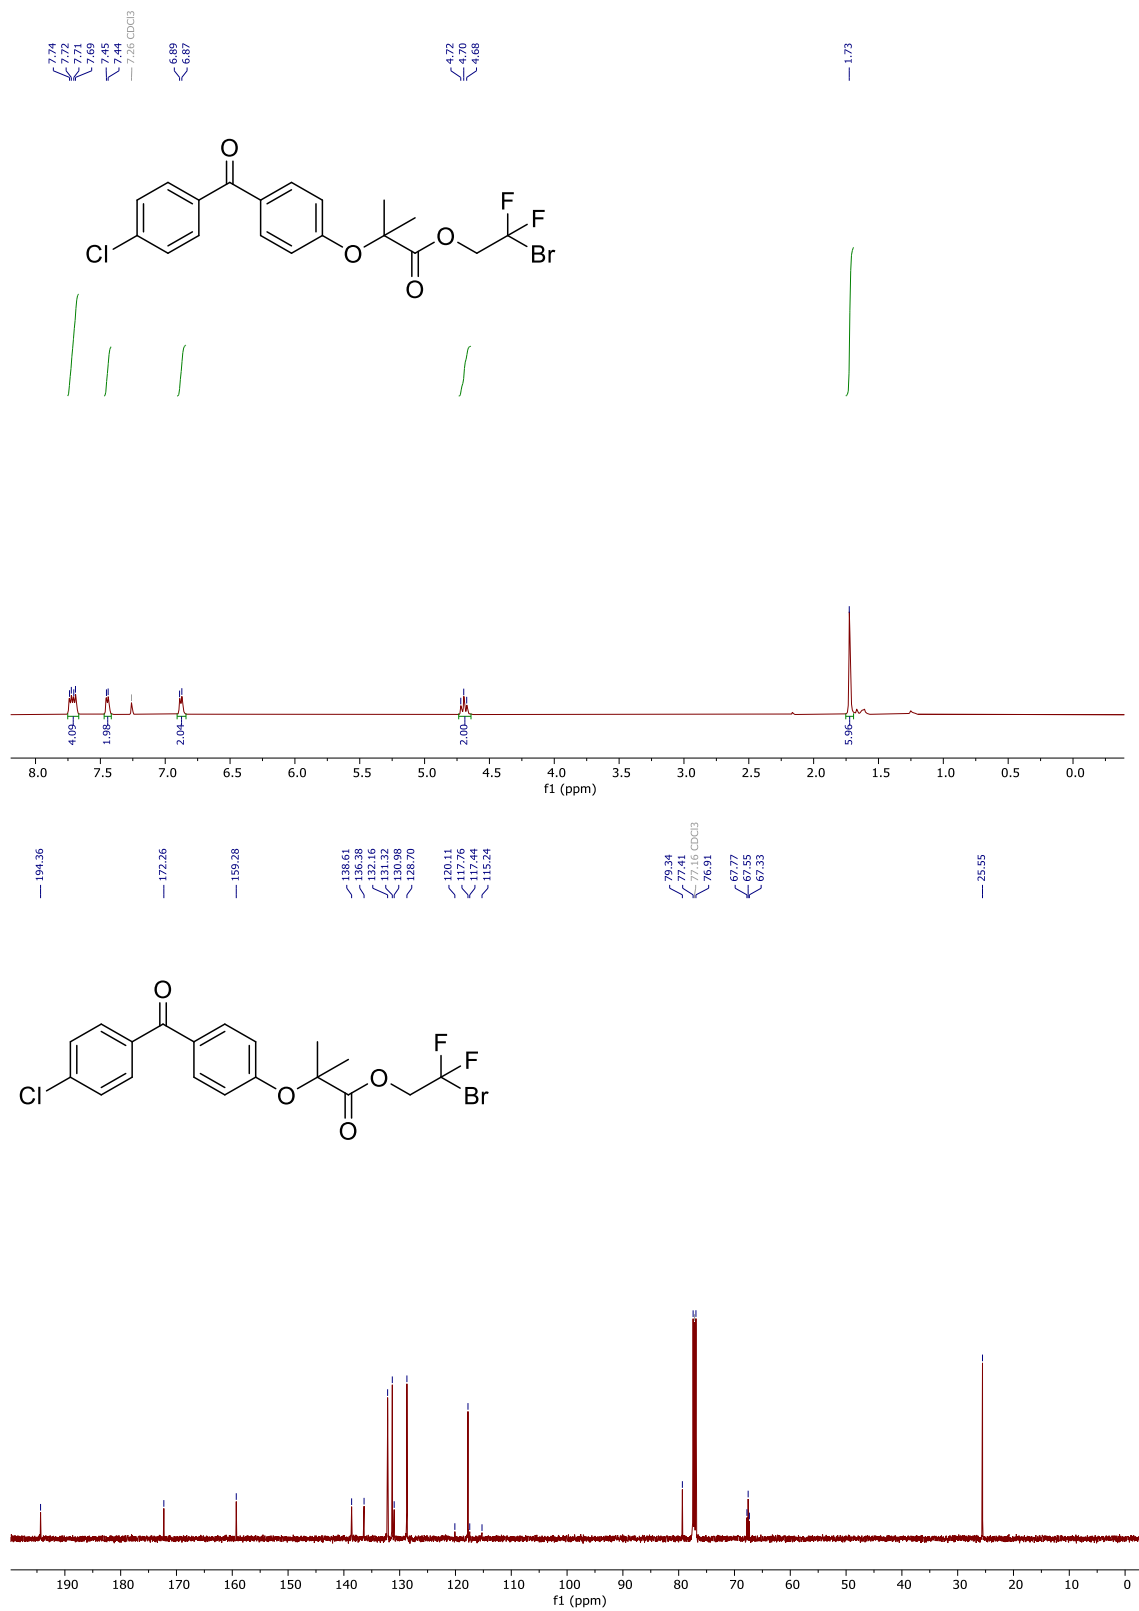 7.74
7.72
7.71
7.69
7.45
7.44
7.26 CDCl3
6.89
6.87
4.72
4.70
4.68
1.73
O
Cl
O
O
O
F
F
Br
4.09
1.98
2.04
2.00
5.96
8.0 7.5 7.0 6.5 6.0 5.5 5.0 4.5 4.0 3.5 3.0 2.5 2.0 1.5 1.0 0.5 0.0
f1 (ppm)
194.36
172.26
159.28
138.61
136.38
132.16
131.32
130.98
128.70
120.11
117.76
117.44
115.24
79.34
77.41
77.16 CDCl3
76.91
67.77
67.55
67.33
25.55
O
Cl
O
O
O
F
F
Br
190 180 170 160 150 140 130 120 110 100 90 80 70 60 50 40 30 20 10 0
f1 (ppm)